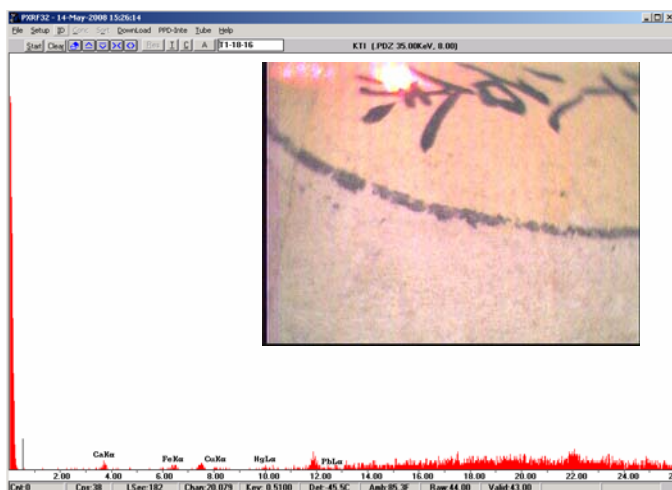 PXRF32 - 14-May-2008 15:26:14
File Setup ID Conc Sort DownLoad PPD-Inte Tube Help
Start Clear Res I C A T1-18-16 KTI (.PDZ 35.00KeV, 8.00)
CaKα FeKα CuKα HgLα PbLα
2.00 4.00 6.00 8.00 10.00 12.00 14.00 16.00 18.00 20.00 22.00 24.00
Cnt:0 Cps:38 LSec:182 Chan:20.079 Kev: 0.5100 Det:-45.5C Amb:85.3F Raw:44.00 Valid:43.00